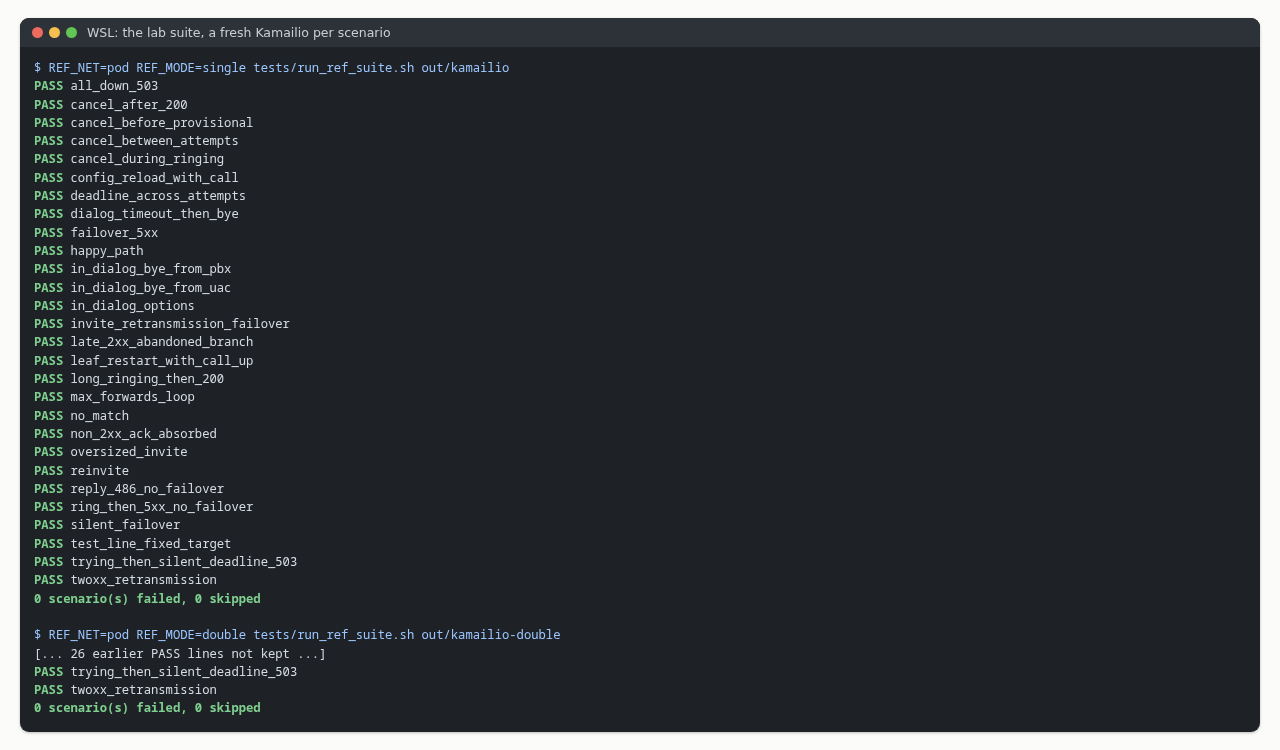 WSL: the lab suite, a fresh Kamailio per scenario
$ REF_NET=pod REF_MODE=single tests/run_ref_suite.sh out/kamailio
PASS all_down_503
PASS cancel_after_200
PASS cancel_before_provisional
PASS cancel_between_attempts
PASS cancel_during_ringing
PASS config_reload_with_call
PASS deadline_across_attempts
PASS dialog_timeout_then_bye
PASS failover_5xx
PASS happy_path
PASS in_dialog_bye_from_pbx
PASS in_dialog_bye_from_uac
PASS in_dialog_options
PASS invite_retransmission_failover
PASS late_2xx_abandoned_branch
PASS leaf_restart_with_call_up
PASS long_ringing_then_200
PASS max_forwards_loop
PASS no_match
PASS non_2xx_ack_absorbed
PASS oversized_invite
PASS reinvite
PASS reply_486_no_failover
PASS ring_then_5xx_no_failover
PASS silent_failover
PASS test_line_fixed_target
PASS trying_then_silent_deadline_503
PASS twoxx_retransmission
0 scenario(s) failed, 0 skipped
$ REF_NET=pod REF_MODE=double tests/run_ref_suite.sh out/kamailio-double
[... 26 earlier PASS lines not kept ...]
PASS trying_then_silent_deadline_503
PASS twoxx_retransmission
0 scenario(s) failed, 0 skipped